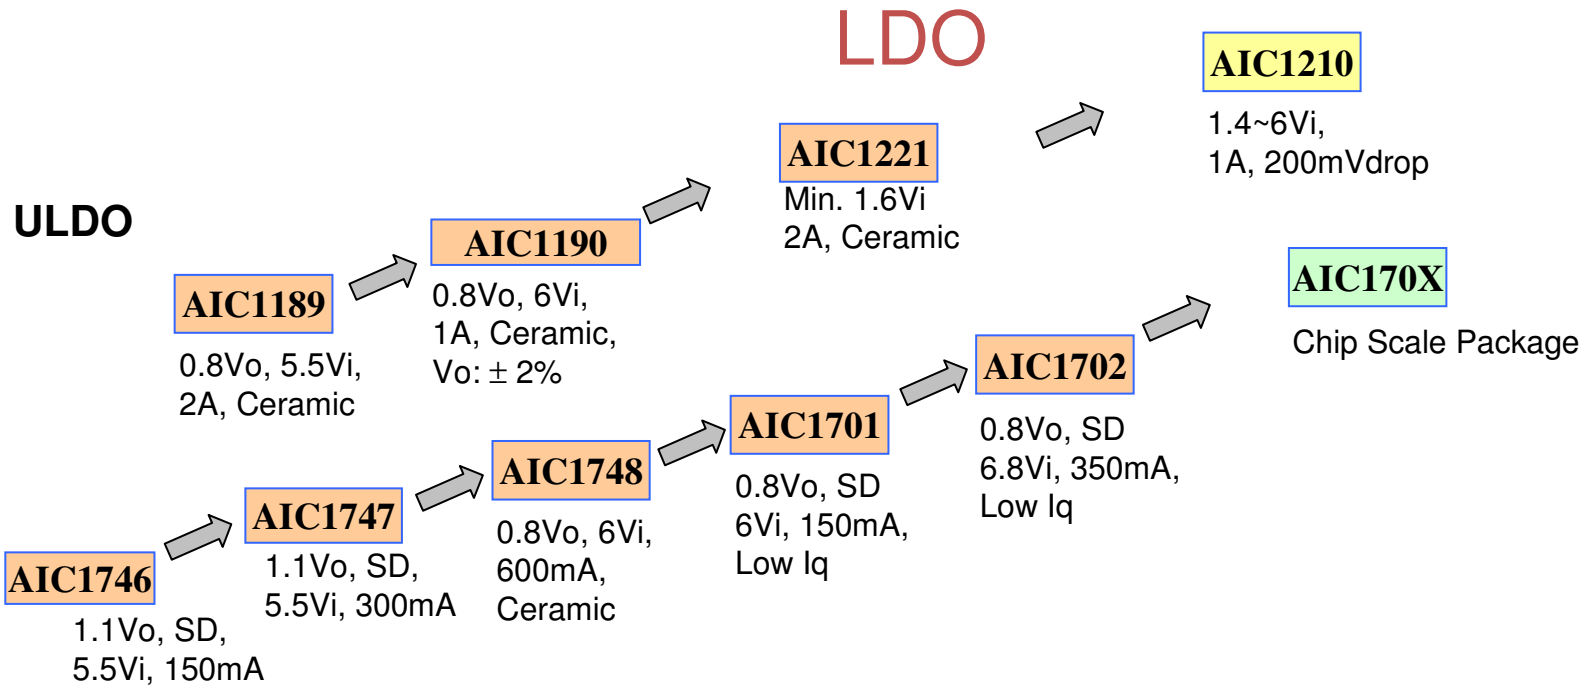 LDO
AIC1210
1.4~6Vi,
1A, 200mVdrop
AIC1221
Min. 1.6Vi
2A, Ceramic
ULDO
AIC1190
0.8Vo, 6Vi,
1A, Ceramic,
Vo: ± 2%
AIC1189
0.8Vo, 5.5Vi,
2A, Ceramic
AIC170X
Chip Scale Package
AIC1702
0.8Vo, SD
6.8Vi, 350mA,
Low Iq
AIC1701
0.8Vo, SD
6Vi, 150mA,
Low Iq
AIC1748
0.8Vo, 6Vi,
600mA,
Ceramic
AIC1747
1.1Vo, SD,
5.5Vi, 300mA
AIC1746
1.1Vo, SD,
5.5Vi, 150mA